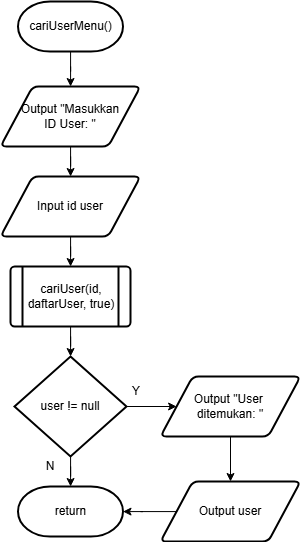 cariUserMenu()
Output "Masukkan
ID User: "
Input id user
cariUser(id,
daftarUser, true)
user != null
Y
Output "User
ditemukan: "
N
return
Output user